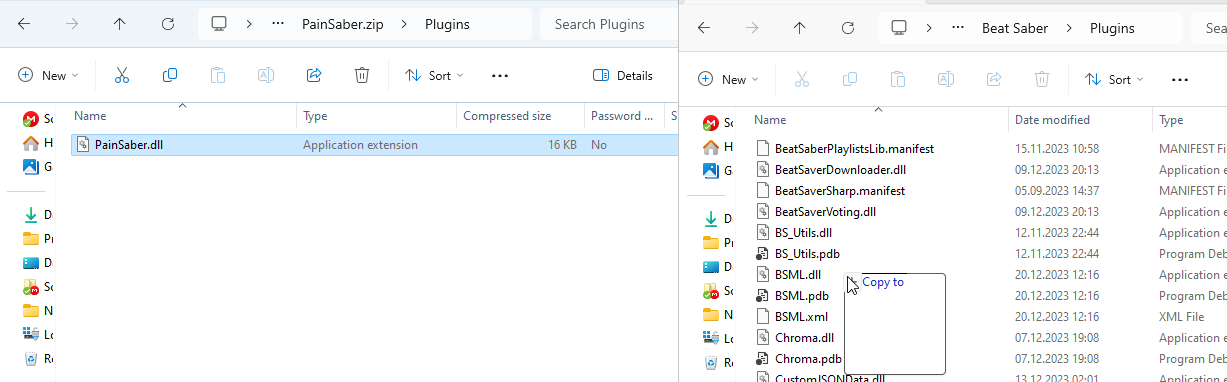 PainSaber.zip
Plugins
Search Plugins
New
Sort
Details
Name
Type
Compressed size
Password ...
S
PainSaber.dll
Application extension
16 KB
No
Sc
H
G
D
Pr
D
Sc
N
Lo
Re
Beat Saber
Plugins
Sea
New
Sort
Name
Date modified
Type
BeatSaberPlaylistsLib.manifest
15.11.2023 10:58
MANIFEST Fi
BeatSaverDownloader.dll
09.12.2023 20:13
Application e
BeatSaverSharp.manifest
05.09.2023 14:37
MANIFEST Fi
BeatSaverVoting.dll
09.12.2023 20:13
Application e
BS_Utils.dll
12.11.2023 22:44
Application e
BS_Utils.pdb
12.11.2023 22:44
Program Deb
BSML.dll
20.12.2023 12:16
Application e
BSML.pdb
20.12.2023 12:16
Program Deb
BSML.xml
20.12.2023 12:16
XML File
Chroma.dll
07.12.2023 19:08
Application e
Chroma.pdb
07.12.2023 19:08
Program Deb
CustomJSONData.dll
13.12.2023 02:01
Application e
Copy to
Sc
H
G
D
Pr
D
Sc
N
Lo
Re